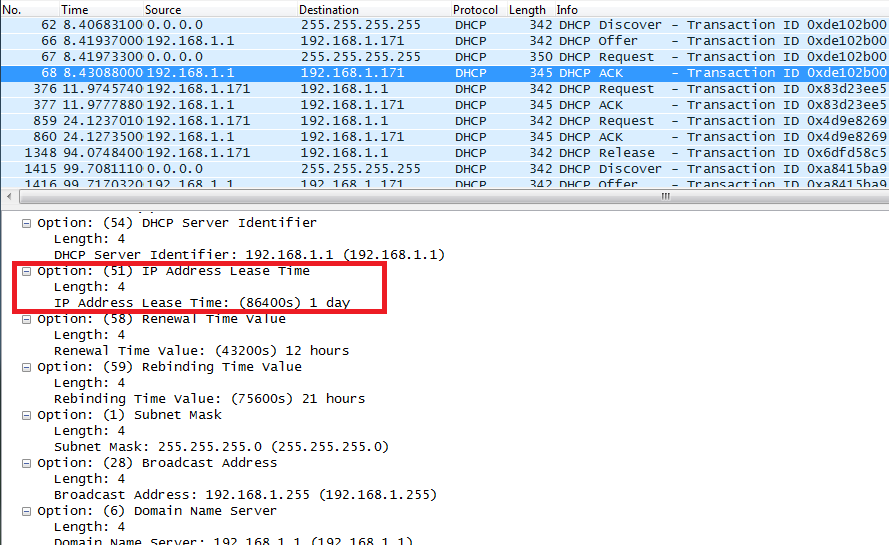 No. Time Source Destination Protocol Length Info
62 8.40683100 0.0.0.0 255.255.255.255 DHCP 342 DHCP Discover - Transaction ID 0xde102b00
66 8.41937000 192.168.1.1 192.168.1.171 DHCP 342 DHCP Offer - Transaction ID 0xde102b00
67 8.41973300 0.0.0.0 255.255.255.255 DHCP 350 DHCP Request - Transaction ID 0xde102b00
68 8.43088000 192.168.1.1 192.168.1.171 DHCP 345 DHCP ACK - Transaction ID 0xde102b00
376 11.9745740 192.168.1.171 192.168.1.1 DHCP 342 DHCP Request - Transaction ID 0x83d23ee5
377 11.9777880 192.168.1.1 192.168.1.171 DHCP 345 DHCP ACK - Transaction ID 0x83d23ee5
859 24.1237010 192.168.1.171 192.168.1.1 DHCP 342 DHCP Request - Transaction ID 0x4d9e8269
860 24.1273500 192.168.1.1 192.168.1.171 DHCP 345 DHCP ACK - Transaction ID 0x4d9e8269
1348 94.0748400 192.168.1.171 192.168.1.1 DHCP 342 DHCP Release - Transaction ID 0x6dfd58c5
1415 99.7081110 0.0.0.0 255.255.255.255 DHCP 342 DHCP Discover - Transaction ID 0xa8415ba9
1416 99.7170320 192.168.1.1 192.168.1.171 DHCP 342 DHCP Offer - Transaction ID 0xa8415ba9
Option: (54) DHCP Server Identifier
Length: 4
DHCP Server Identifier: 192.168.1.1 (192.168.1.1)
Option: (51) IP Address Lease Time
Length: 4
IP Address Lease Time: (86400s) 1 day
Option: (58) Renewal Time Value
Length: 4
Renewal Time Value: (43200s) 12 hours
Option: (59) Rebinding Time Value
Length: 4
Rebinding Time Value: (75600s) 21 hours
Option: (1) Subnet Mask
Length: 4
Subnet Mask: 255.255.255.0 (255.255.255.0)
Option: (28) Broadcast Address
Length: 4
Broadcast Address: 192.168.1.255 (192.168.1.255)
Option: (6) Domain Name Server
Length: 4
Domain Name Server: 192.168.1.1 (192.168.1.1)